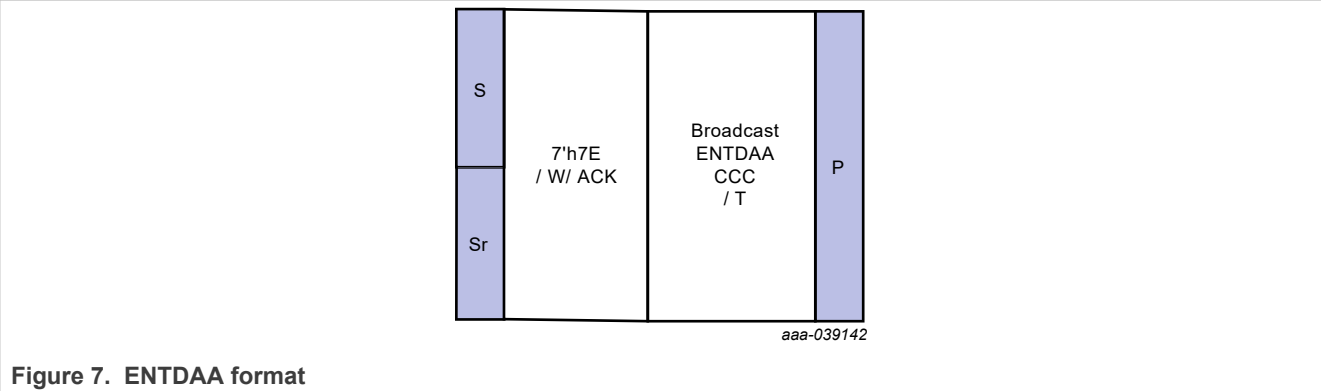 S
Sr
7'h7E
/ W/ ACK
Broadcast
ENTDAA
CCC
/ T
P
aaa-039142
Figure 7. ENTDAA format